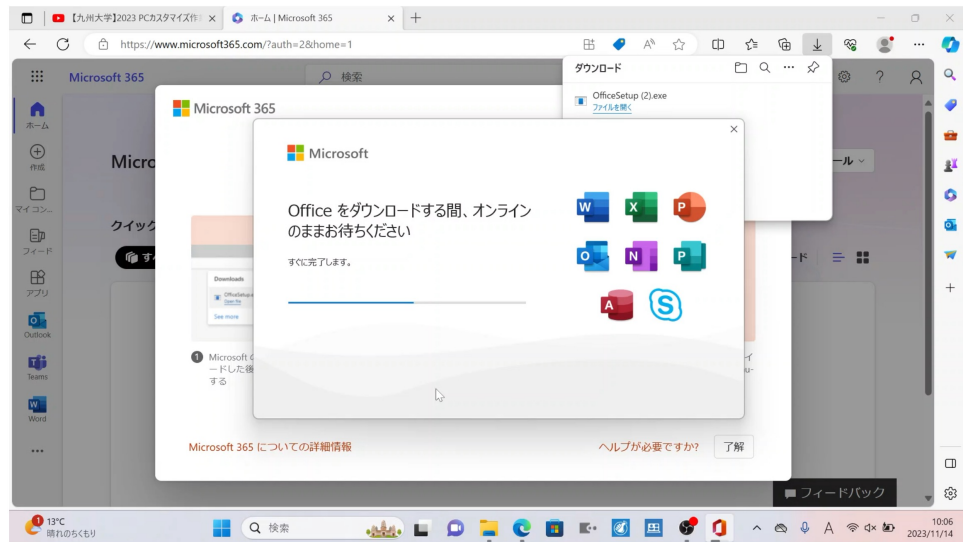 【九州大学】2023 PCカスタマイズ作
ホーム | Microsoft 365
https://www.microsoft365.com/?auth=2&home=1
ダウンロード
OfficeSetup (2).exe
ファイルを開く
Microsoft 365
検索
ホーム
作成
マイ コン...
フィード
アプリ
Outlook
Teams
Word
Micro
ール
クイック
す
ード
Microsoft 365
Microsoft
Office をダウンロードする間、オンライン
のままお待ちください
すぐに完了します。
Downloads
OfficeSetup
Open file
See more
1 Microsoft
ードした後
する
イ
u-
Microsoft 365 についての詳細情報
ヘルプが必要ですか?
了解
フィードバック
1
13°C
晴れのちくもり
検索
A
10:06
2023/11/14